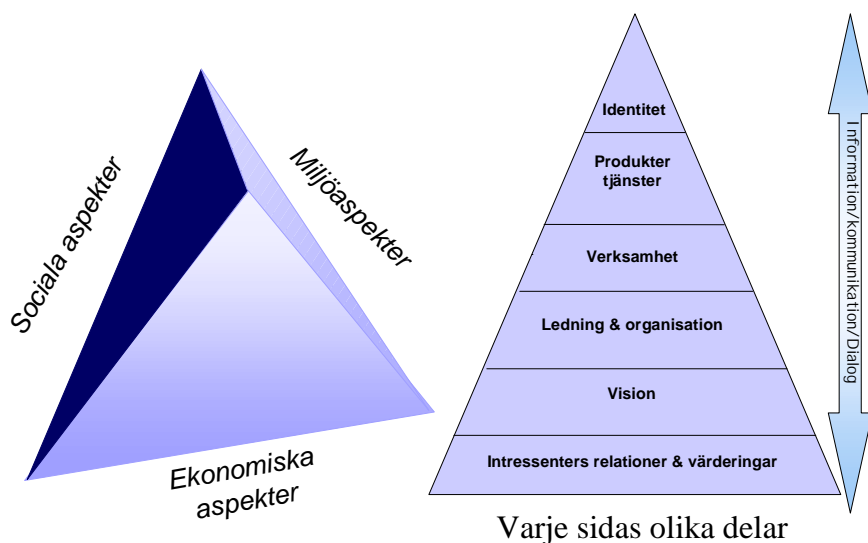 Sociala aspekter
Miljöaspekter
Ekonomiska
aspekter
Identitet
Produkter
tjänster
Verksamhet
Ledning & organisation
Vision
Intressenters relationer & värderingar
Information/kommunikation/Dialog
Varje sidas olika delar